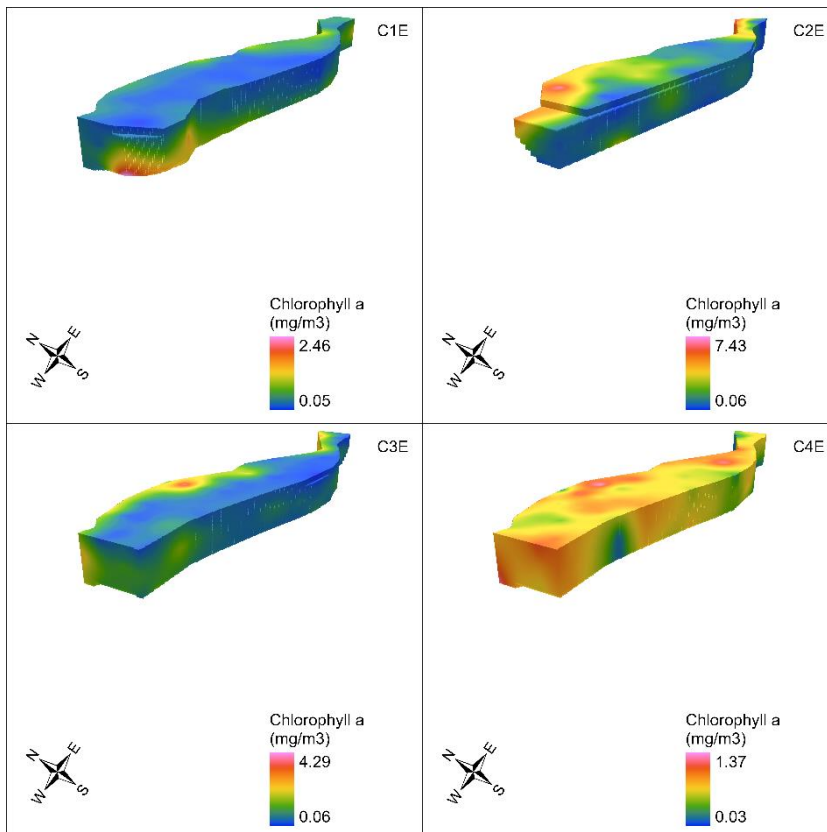 C1E
Chlorophyll a
(mg/m3)
2.46
0.05
N
E
W
S
C2E
Chlorophyll a
(mg/m3)
7.43
0.06
N
E
W
S
C3E
Chlorophyll a
(mg/m3)
4.29
0.06
N
E
W
S
C4E
Chlorophyll a
(mg/m3)
1.37
0.03
N
E
W
S